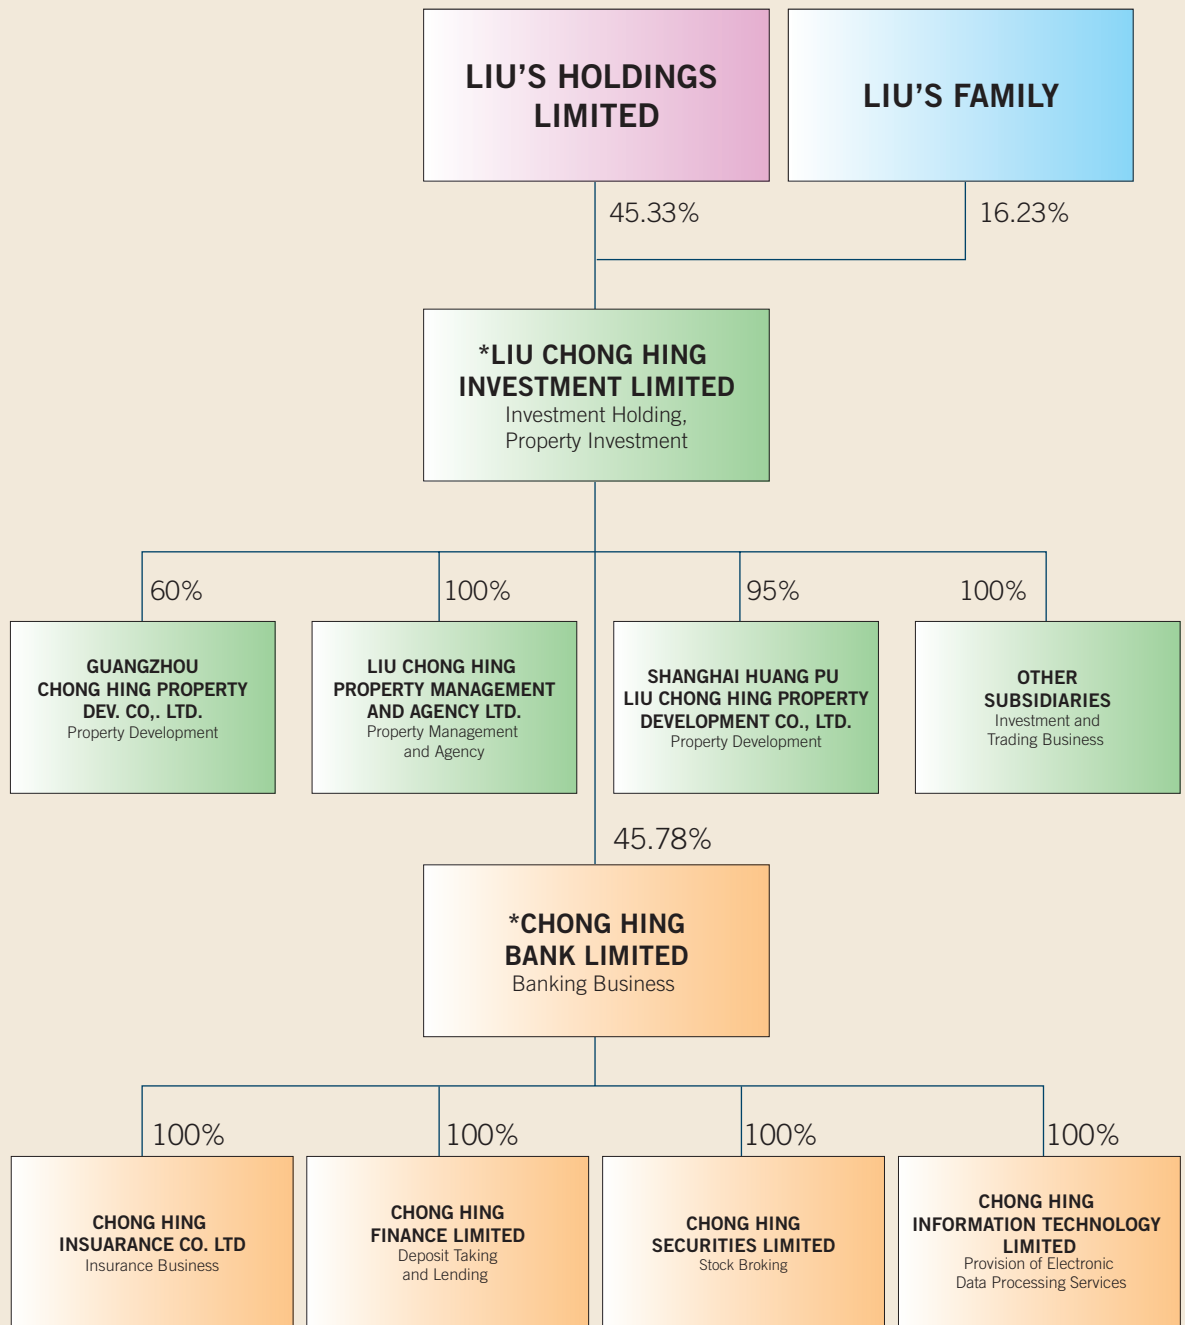 LIU'S HOLDINGS
LIMITED
LIU'S FAMILY
45.33%
16.23%
*LIU CHONG HING
INVESTMENT LIMITED
Investment Holding,
Property Investment
60%
100%
95%
100%
GUANGZHOU
CHONG HING PROPERTY
DEV. CO,. LTD.
Property Development
LIU CHONG HING
PROPERTY MANAGEMENT
AND AGENCY LTD.
Property Management
and Agency
SHANGHAI HUANG PU
LIU CHONG HING PROPERTY
DEVELOPMENT CO., LTD.
Property Development
OTHER
SUBSIDIARIES
Investment and
Trading Business
45.78%
*CHONG HING
BANK LIMITED
Banking Business
100%
100%
100%
100%
CHONG HING
INSUARANCE CO. LTD
Insurance Business
CHONG HING
FINANCE LIMITED
Deposit Taking
and Lending
CHONG HING
SECURITIES LIMITED
Stock Broking
CHONG HING
INFORMATION TECHNOLOGY
LIMITED
Provision of Electronic
Data Processing Services